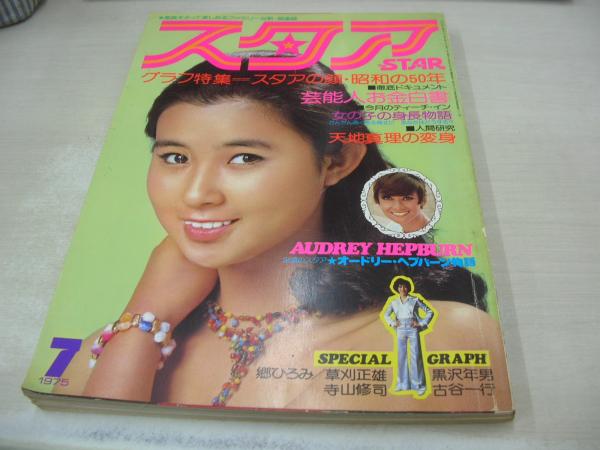 スタア
STAR
グラフ特集=スタアの顔・昭和の50年
■徹底ドキュメント
芸能人お金白書
■今月のティーチ・イン
女の子の身長物語
■人間研究
天地真理の変身
AUDREY HEPBURN
★オードリー・ヘプバーン物語
SPECIAL GRAPH
郷ひろみ/草刈正雄 黒沢年男
寺山修司 古谷一行
7
1975